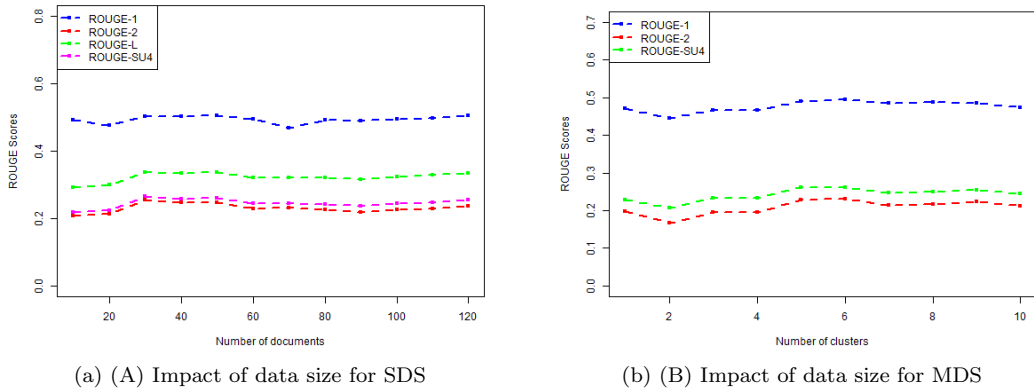 ROUGE-1
ROUGE-2
ROUGE-L
ROUGE-SU4
ROUGE Scores
0.8
0.6
0.4
0.2
0.0
20 40 60 80 100 120
Number of documents
(a) (A) Impact of data size for SDS
ROUGE-1
ROUGE-2
ROUGE-SU4
ROUGE Scores
0.7
0.6
0.5
0.4
0.3
0.2
0.1
0.0
2 4 6 8 10
Number of clusters
(b) (B) Impact of data size for MDS